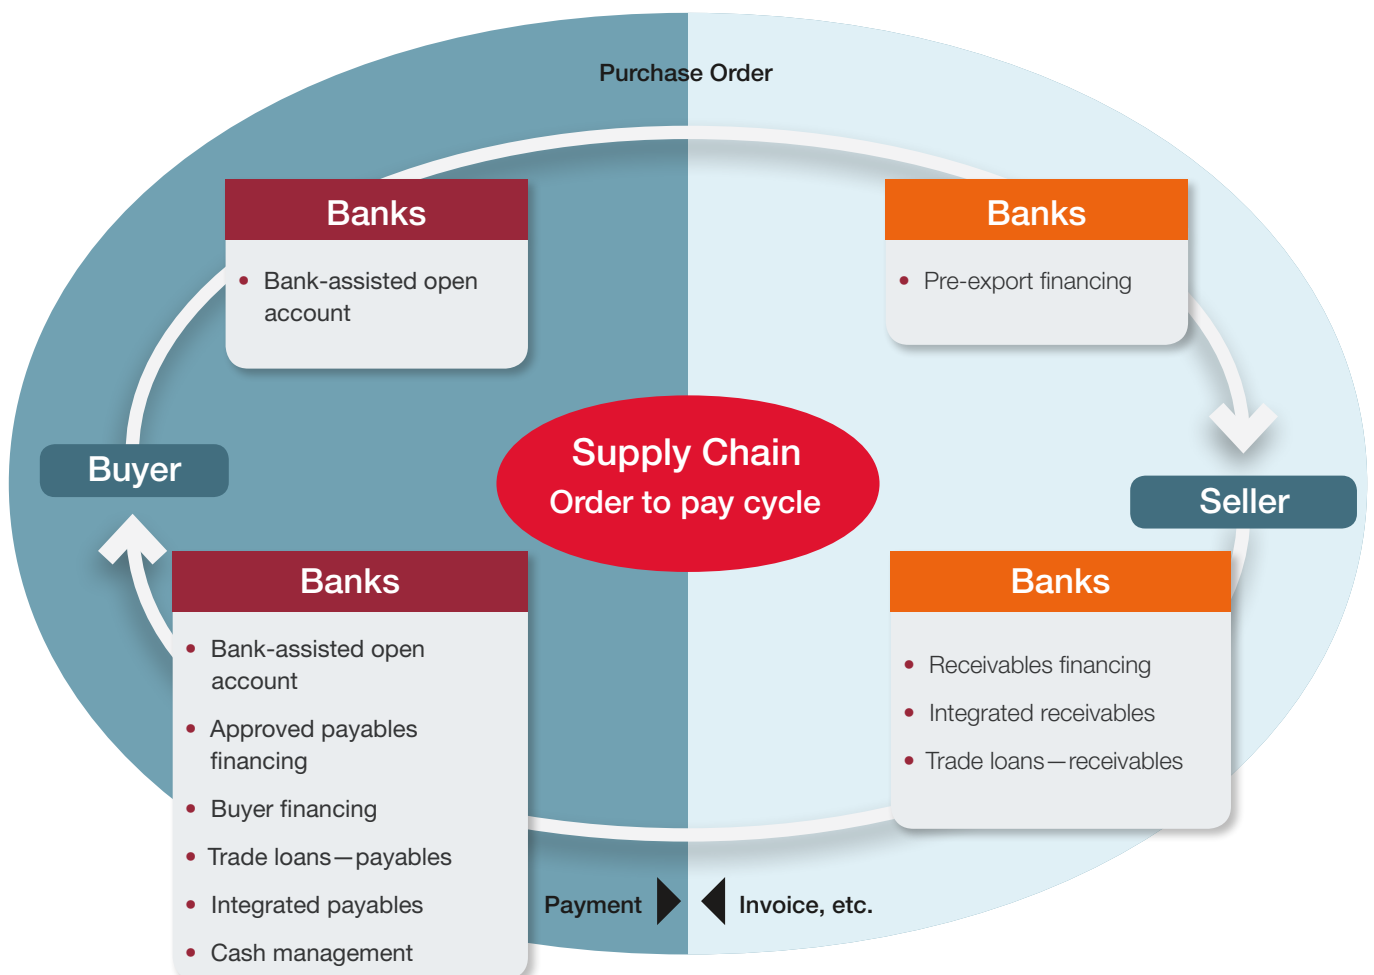 Purchase Order
Banks
• Bank-assisted open
account
Banks
• Pre-export financing
Supply Chain
Order to pay cycle
Buyer
Seller
Banks
• Bank-assisted open
account
• Approved payables
financing
• Buyer financing
• Trade loans—payables
• Integrated payables
• Cash management
Banks
• Receivables financing
• Integrated receivables
• Trade loans—receivables
Payment
Invoice, etc.